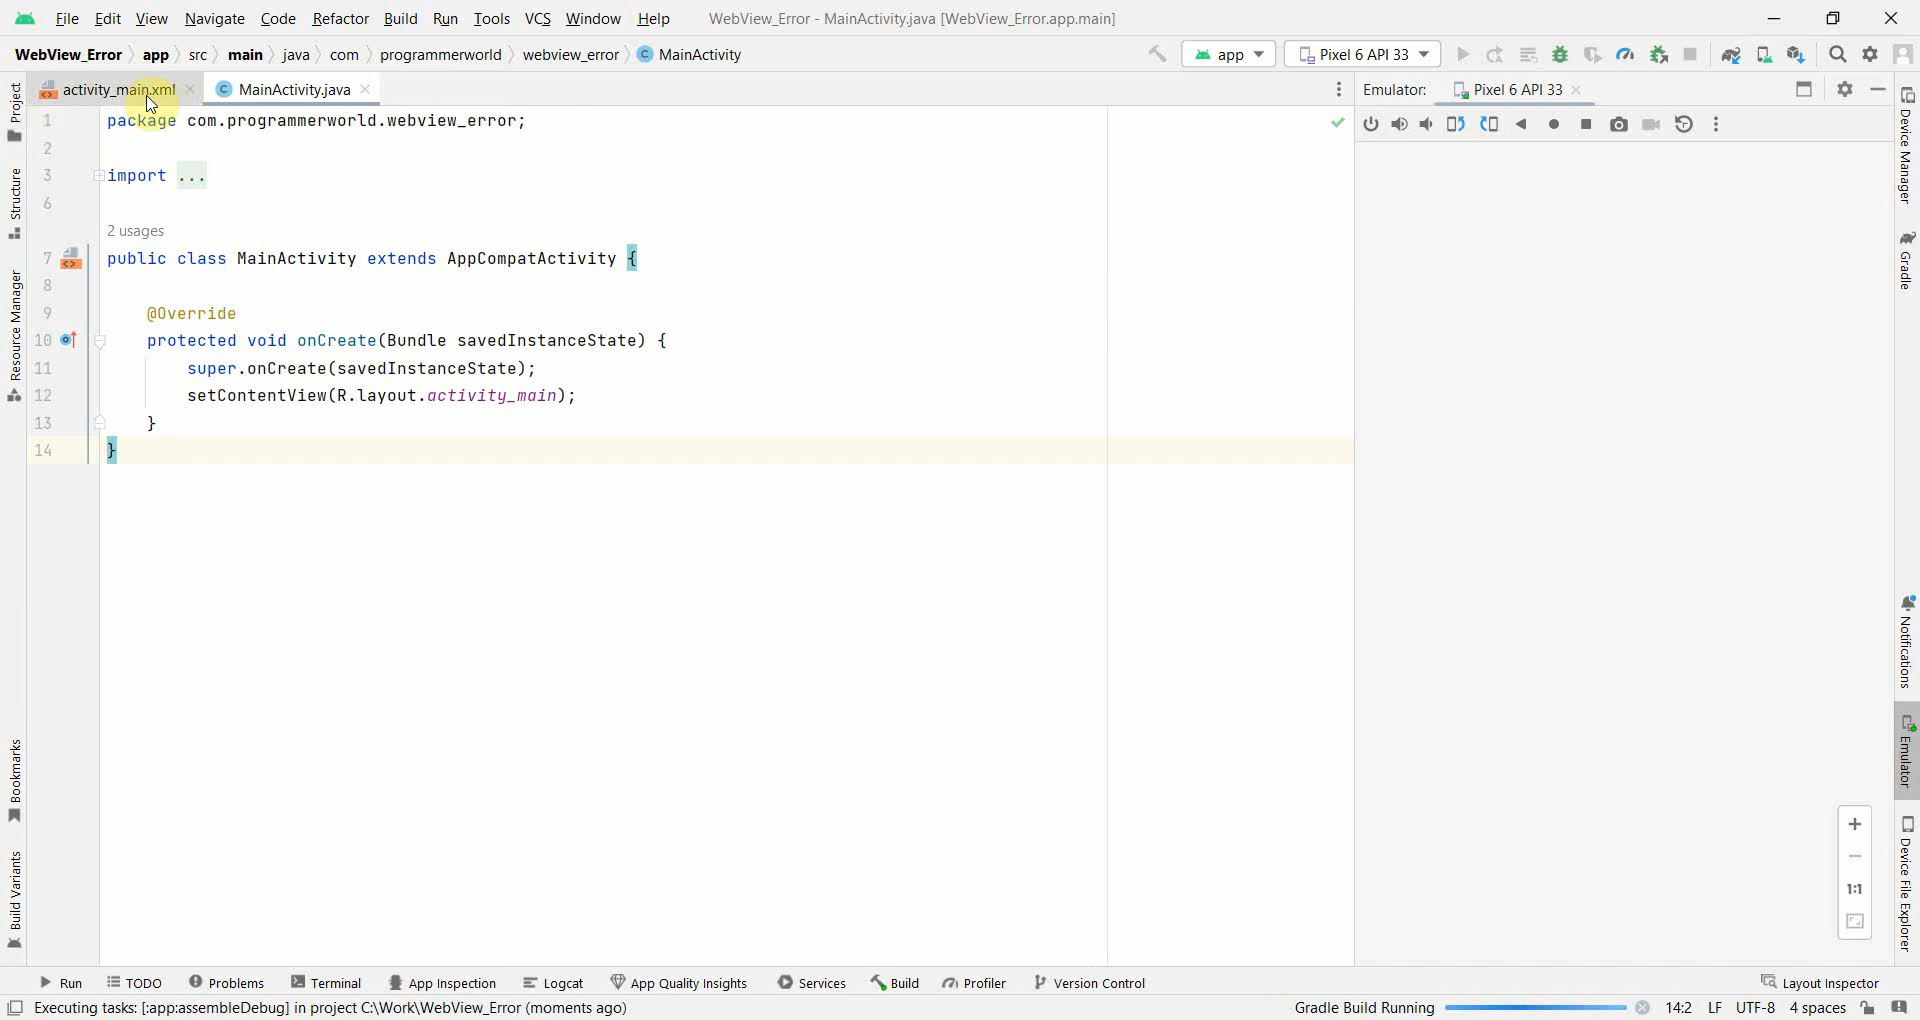 File Edit View Navigate Code Refactor Build Run Tools VCS Window Help WebView_Error - MainActivity.java [WebView_Error.app.main]
WebView_Error app src main java com programmerworld webview_error MainActivity app Pixel 6 API 33
activity_main.xml MainActivity.java Emulator: Pixel 6 API 33
1 package com.programmerworld.webview_error;
2
3 import ...
6
2 usages
7 public class MainActivity extends AppCompatActivity {
8
9 @Override
10 protected void onCreate(Bundle savedInstanceState) {
11 super.onCreate(savedInstanceState);
12 setContentView(R.layout.activity_main);
13 }
14 }
Project
Structure
Resource Manager
Bookmarks
Build Variants
Device Manager
Gradle
Notifications
Emulator
Device File Explorer
1:1
Run TODO Problems Terminal App Inspection Logcat App Quality Insights Services Build Profiler Version Control Layout Inspector
Executing tasks: [:app:assembleDebug] in project C:\Work\WebView_Error (moments ago) Gradle Build Running 14:2 LF UTF-8 4 spaces